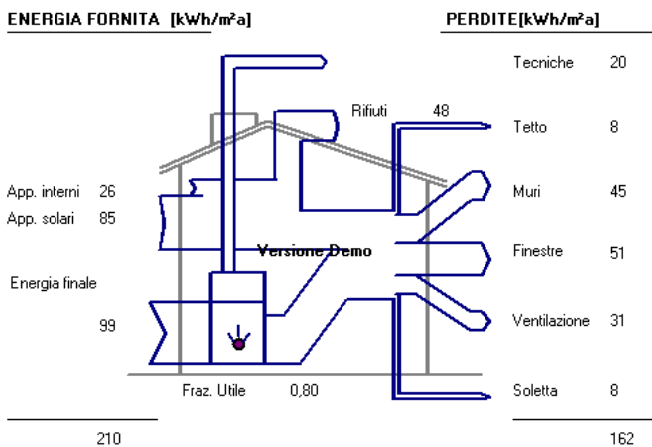 ENERGIA FORNITA [kWh/m²a]
PERDITE[kWh/m²a]
Tecniche 20
Rifiuti 48
Tetto 8
App. interni 26
Muri 45
App. solari 85
Versione Demo
Finestre 51
Energia finale
99
Ventilazione 31
Fraz. Utile 0,80
Soletta 8
210
162